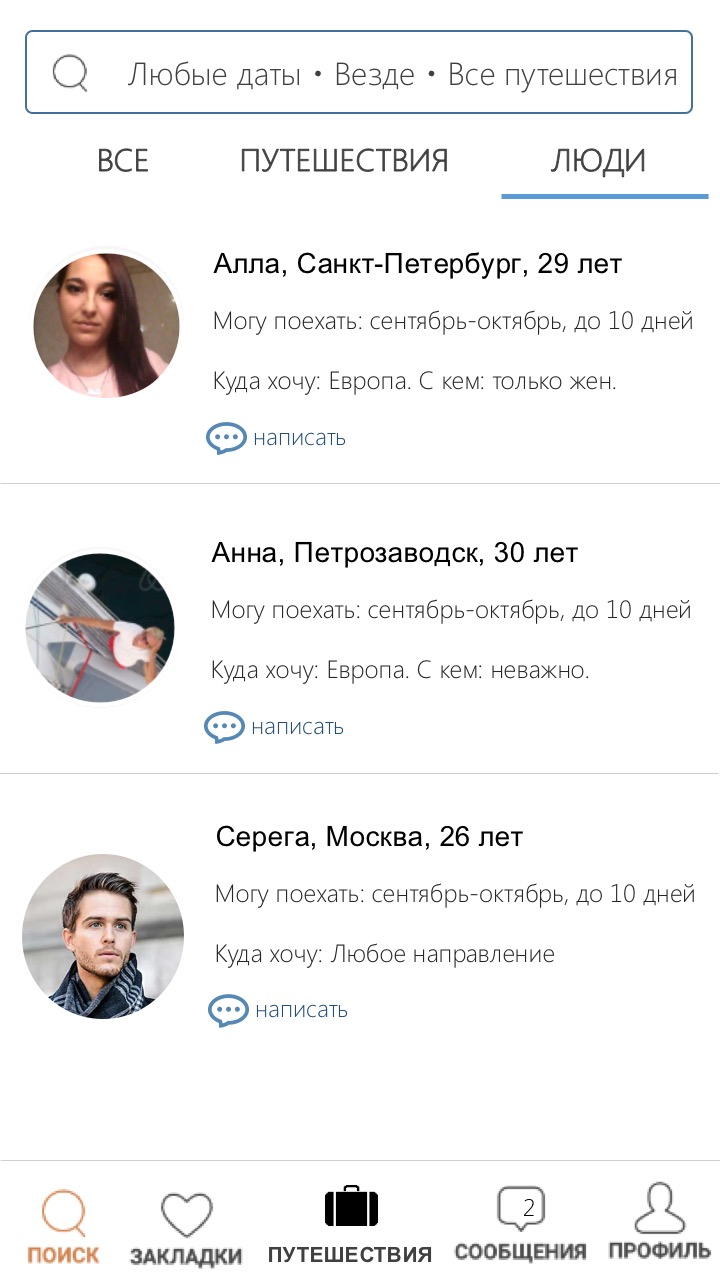 Любые даты • Везде • Все путешествия
ВСЕ ПУТЕШЕСТВИЯ ЛЮДИ
Алла, Санкт-Петербург, 29 лет
Могу поехать: сентябрь-октябрь, до 10 дней
Куда хочу: Европа. С кем: только жен.
написать
Анна, Петрозаводск, 30 лет
Могу поехать: сентябрь-октябрь, до 10 дней
Куда хочу: Европа. С кем: неважно.
написать
Серега, Москва, 26 лет
Могу поехать: сентябрь-октябрь, до 10 дней
Куда хочу: Любое направление
написать
2
ПОИСК ЗАКЛАДКИ ПУТЕШЕСТВИЯ СООБЩЕНИЯ ПРОФИЛЬ